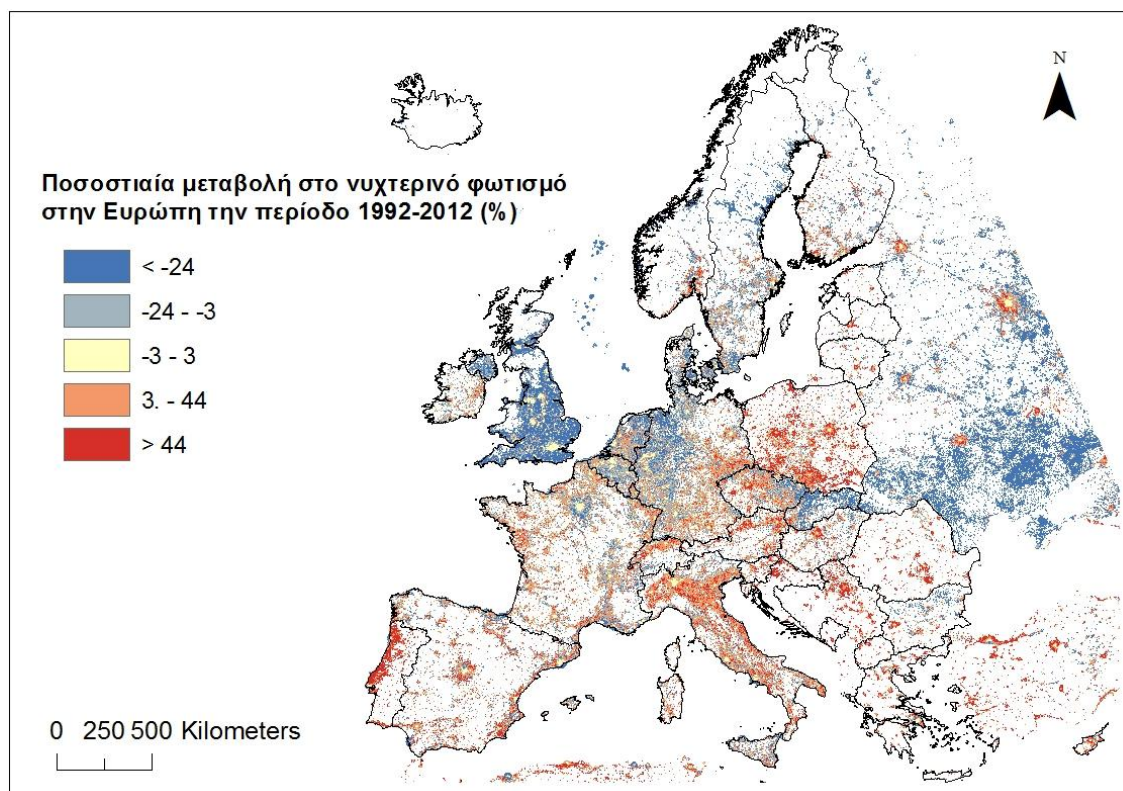 N
Ποσοστιαία μεταβολή στο νυχτερινό φωτισμό
στην Ευρώπη την περίοδο 1992-2012 (%)
< -24
-24 - -3
-3 - 3
3. - 44
> 44
0 250 500 Kilometers